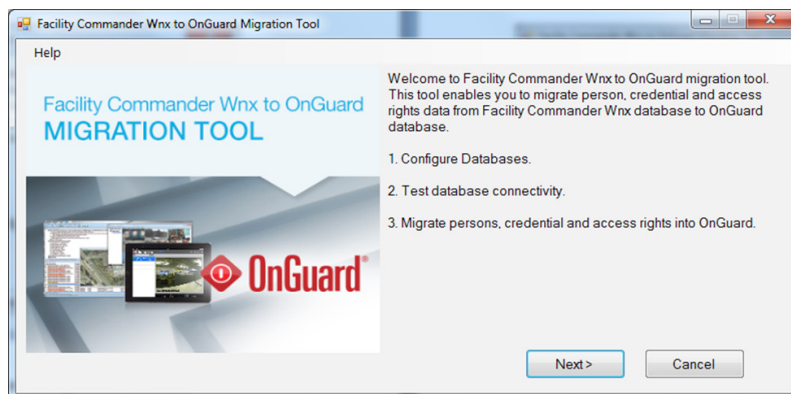 Facility Commander Wnx to OnGuard Migration Tool
Help
Facility Commander Wnx to OnGuard
MIGRATION TOOL
OnGuard®
Welcome to Facility Commander Wnx to OnGuard migration tool.
This tool enables you to migrate person, credential and access
rights data from Facility Commander Wnx database to OnGuard
database.
1. Configure Databases.
2. Test database connectivity.
3. Migrate persons, credential and access rights into OnGuard.
Next>
Cancel